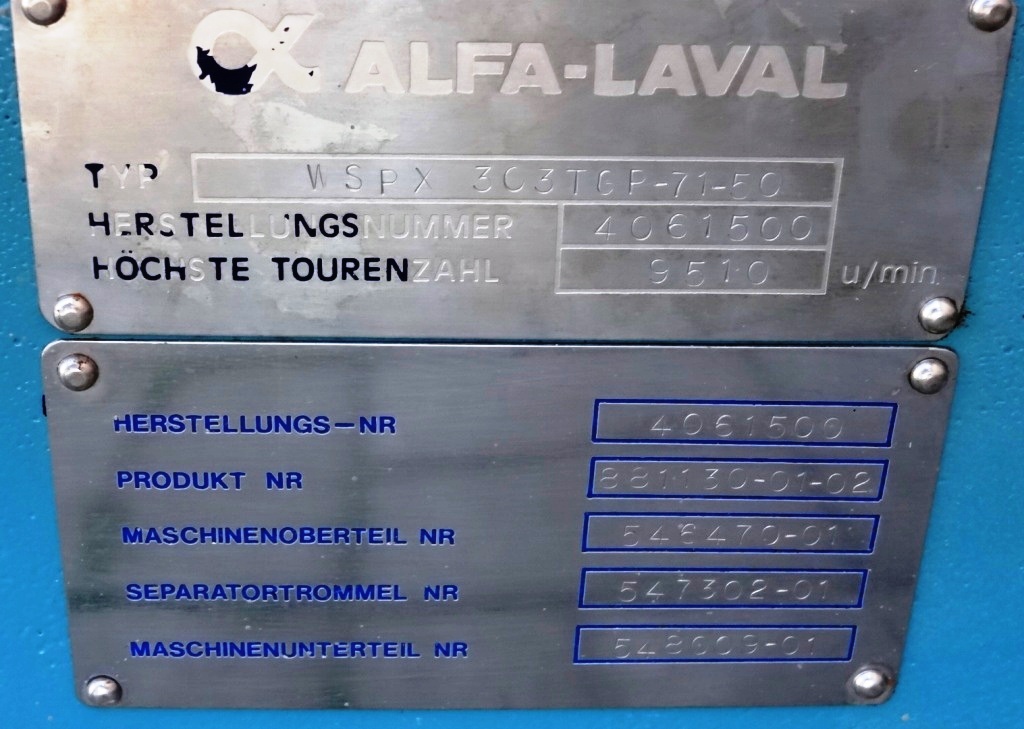 ALFA-LAVAL
TYP WSPX 303TGP-71-50
HERSTELLUNGSNUMMER 4061500
HÖCHSTE TOURENZAHL 9510 u/min
HERSTELLUNGS-NR 4061500
PRODUKT NR 881130-01-02
MASCHINENOBERTEIL NR 546470-01
SEPARATORTROMMEL NR 547302-01
MASCHINENUNTERTEIL NR 548609-01